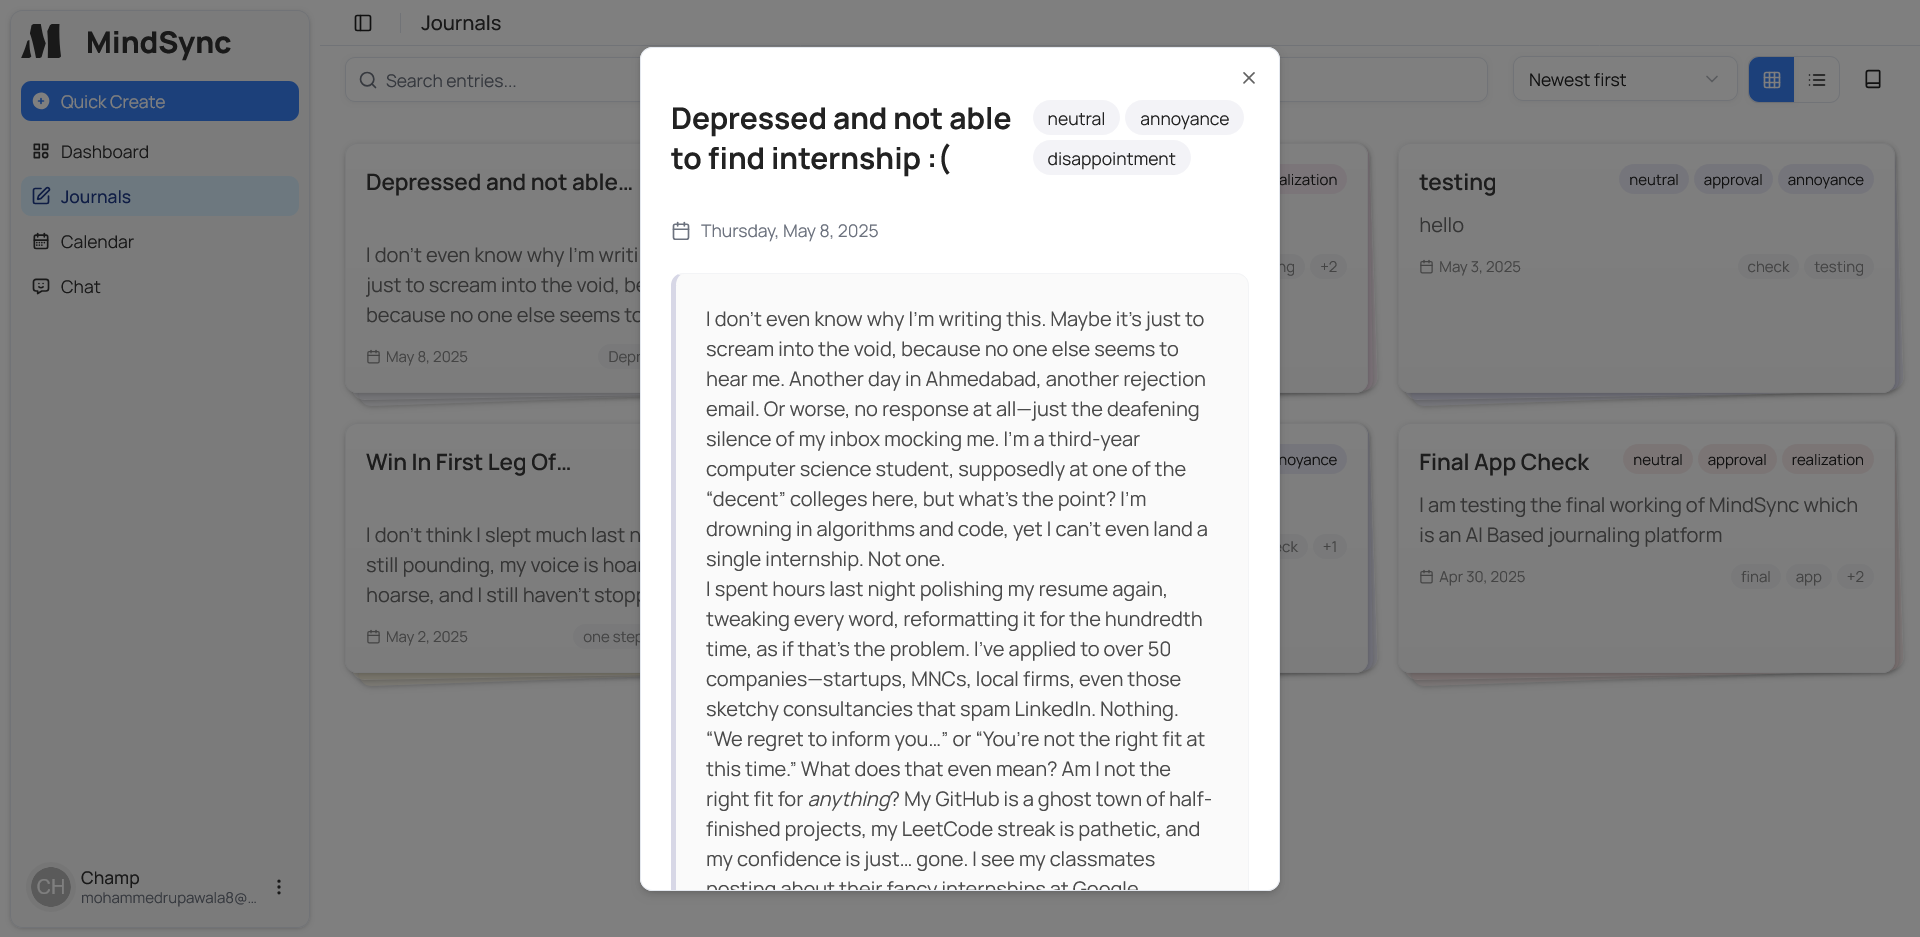 MindSync
Quick Create
Dashboard
Journals
Calendar
Chat
Champ
mohammedrupawala8@...
CH
Journals
Search entries...
Newest first
Depressed and not able...
I don't even know why I'm writi
just to scream into the void, be
because no one else seems to
May 8, 2025
Depr
Win In First Leg Of...
I don't think I slept much last n
still pounding, my voice is hoar
hoarse, and I still haven't stopp
May 2, 2025
one step
Depressed and not able
to find internship :(
neutral annoyance
disappointment
Thursday, May 8, 2025
I don't even know why I'm writing this. Maybe it's just to
scream into the void, because no one else seems to
hear me. Another day in Ahmedabad, another rejection
email. Or worse, no response at all—just the deafening
silence of my inbox mocking me. I'm a third-year
computer science student, supposedly at one of the
“decent” colleges here, but what's the point? I'm
drowning in algorithms and code, yet I can't even land a
single internship. Not one.
I spent hours last night polishing my resume again,
tweaking every word, reformatting it for the hundredth
time, as if that's the problem. I've applied to over 50
companies—startups, MNCs, local firms, even those
sketchy consultancies that spam LinkedIn. Nothing.
“We regret to inform you...” or “You're not the right fit at
this time.” What does that even mean? Am I not the
right fit for anything? My GitHub is a ghost town of half-
finished projects, my LeetCode streak is pathetic, and
my confidence is just... gone. I see my classmates
posting about their fancy internships at Google
alization
ng +2
noyance
ck +1
testing
neutral approval annoyance
hello
May 3, 2025
check testing
Final App Check
neutral approval realization
I am testing the final working of MindSync which
is an AI Based journaling platform
Apr 30, 2025
final app +2